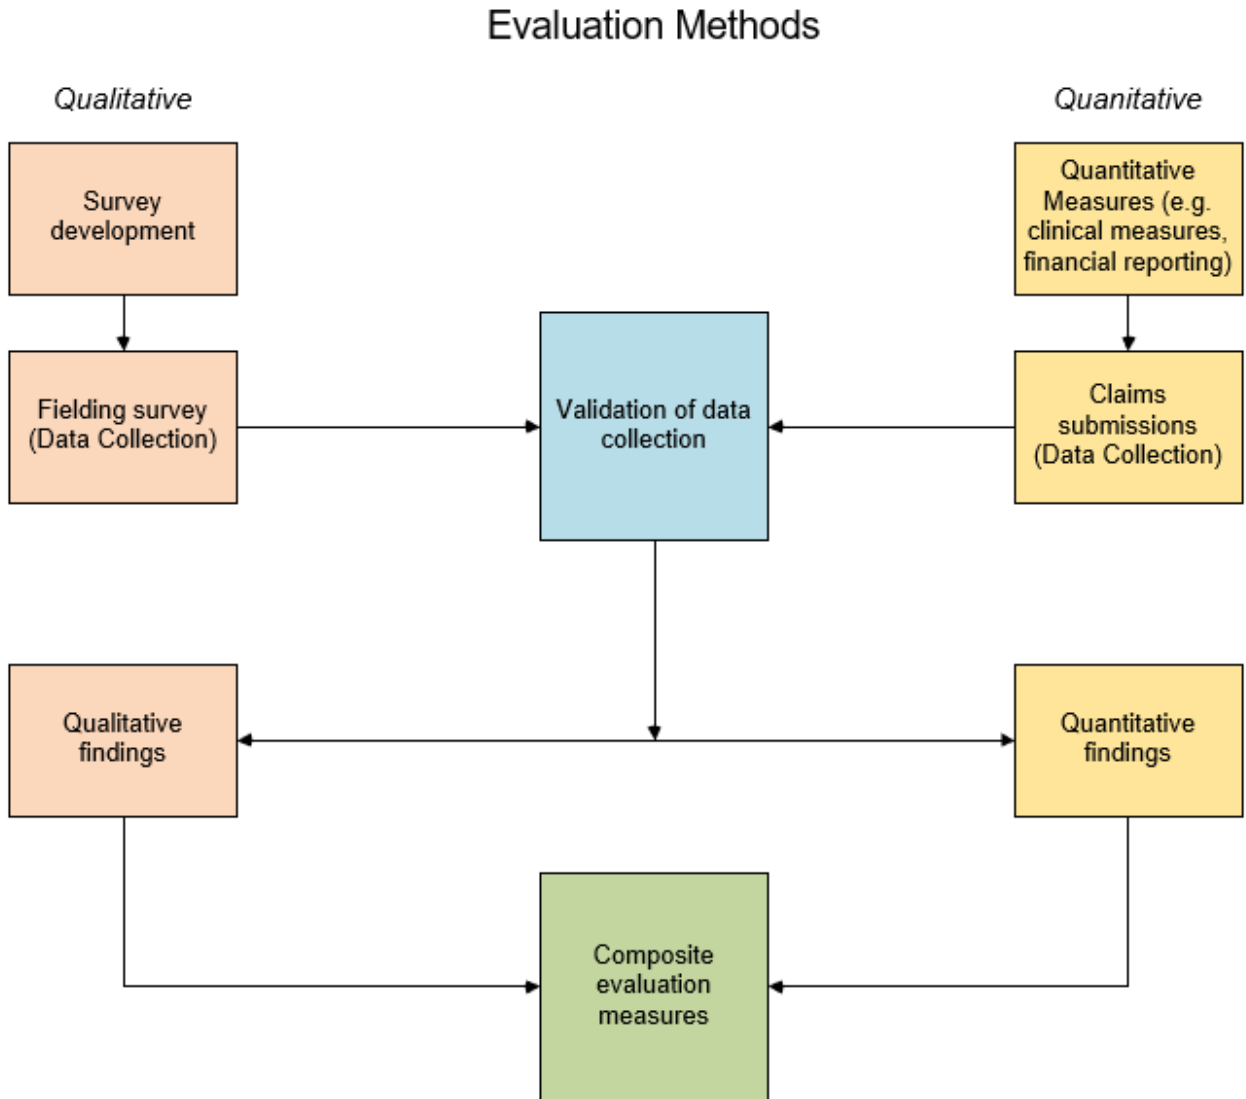 Evaluation Methods
Qualitative
Quanitative
Survey
development
Quantitative
Measures (e.g.
clinical measures,
financial reporting)
Fielding survey
(Data Collection)
Validation of data
collection
Claims
submissions
(Data Collection)
Qualitative
findings
Quantitative
findings
Composite
evaluation
measures